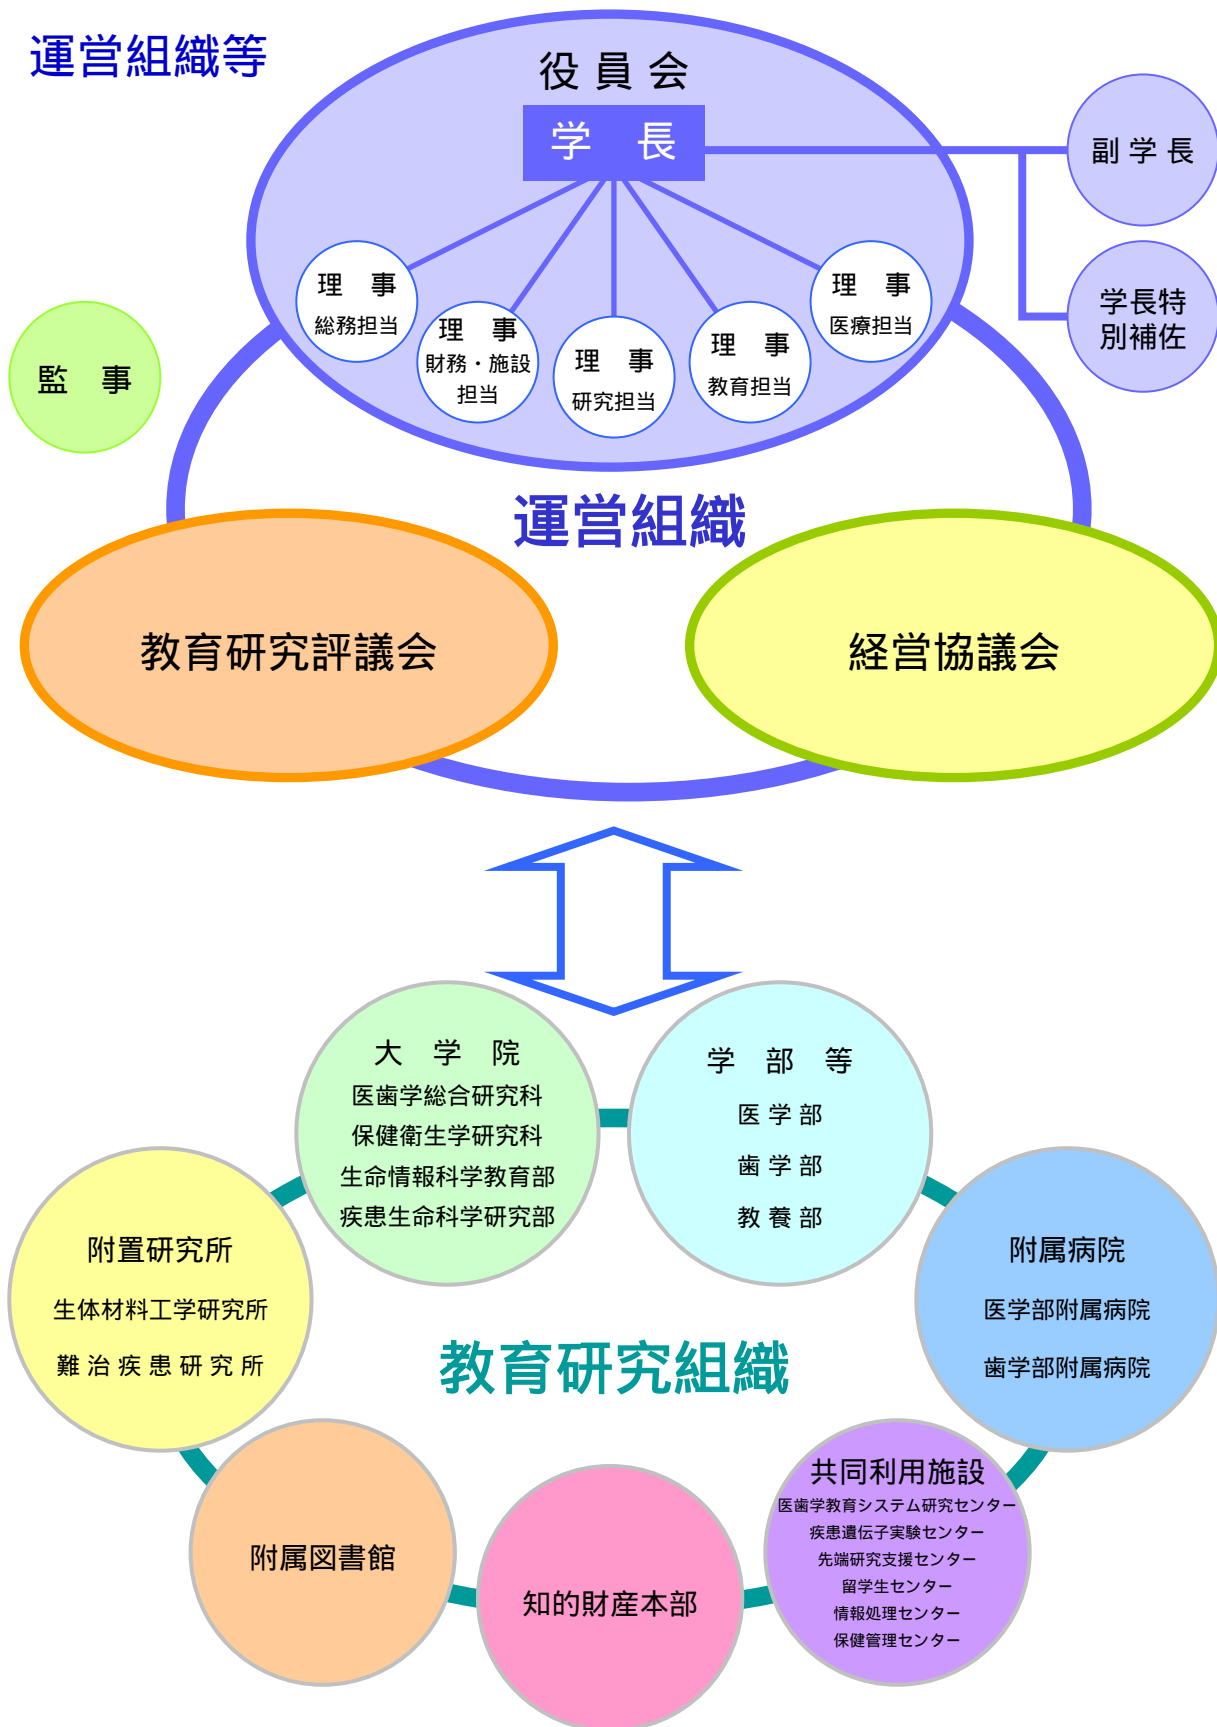 運営組織等
役 員 会
学　長
副 学 長
学長特
別補佐
理　事
総務担当
理　事
財務・施設
担当
理　事
研究担当
理　事
教育担当
理　事
医療担当
監　事
運営組織
教育研究評議会
経営協議会
大　学　院
医歯学総合研究科
保健衛生学研究科
生命情報科学教育部
疾患生命科学研究部
学　部　等
医 学 部
歯 学 部
教 養 部
附置研究所
生体材料工学研究所
難 治 疾 患 研 究 所
附属病院
医学部附属病院
歯学部附属病院
教育研究組織
附属図書館
知的財産本部
共同利用施設
医歯学教育システム研究センター
疾患遺伝子実験センター
先端研究支援センター
留学生センター
情報処理センター
保健管理センター